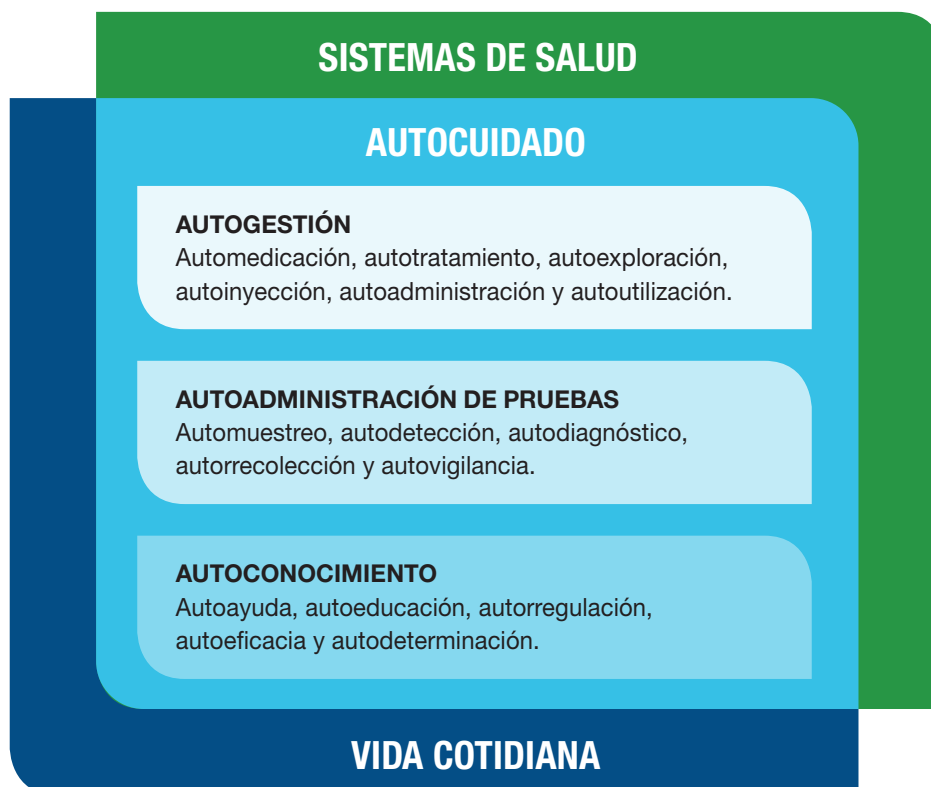 SISTEMAS DE SALUD
AUTOCUIDADO
AUTOGESTIÓN
Automedicación, autotratamiento, autoexploración,
autoinyección, autoadministración y autoutilización.
AUTOADMINISTRACIÓN DE PRUEBAS
Automuestreo, autodetección, autodiagnóstico,
autorrecolección y autovigilancia.
AUTOCONOCIMIENTO
Autoayuda, autoeducación, autorregulación,
autoeficacia y autodeterminación.
VIDA COTIDIANA